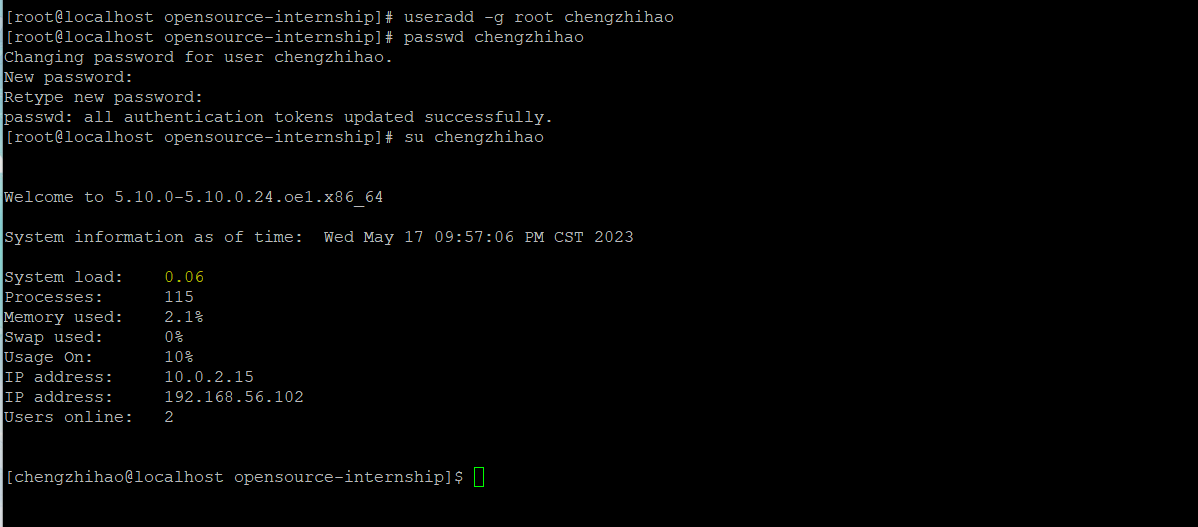 [root@localhost opensource-internship]# useradd -g root chengzhihao
[root@localhost opensource-internship]# passwd chengzhihao
Changing password for user chengzhihao.
New password:
Retype new password:
passwd: all authentication tokens updated successfully.
[root@localhost opensource-internship]# su chengzhihao
Welcome to 5.10.0-5.10.0.24.oe1.x86_64
System information as of time:  Wed May 17 09:57:06 PM CST 2023
System load:    0.06
Processes:      115
Memory used:    2.1%
Swap used:      0%
Usage On:       10%
IP address:     10.0.2.15
IP address:     192.168.56.102
Users online:   2
[chengzhihao@localhost opensource-internship]$